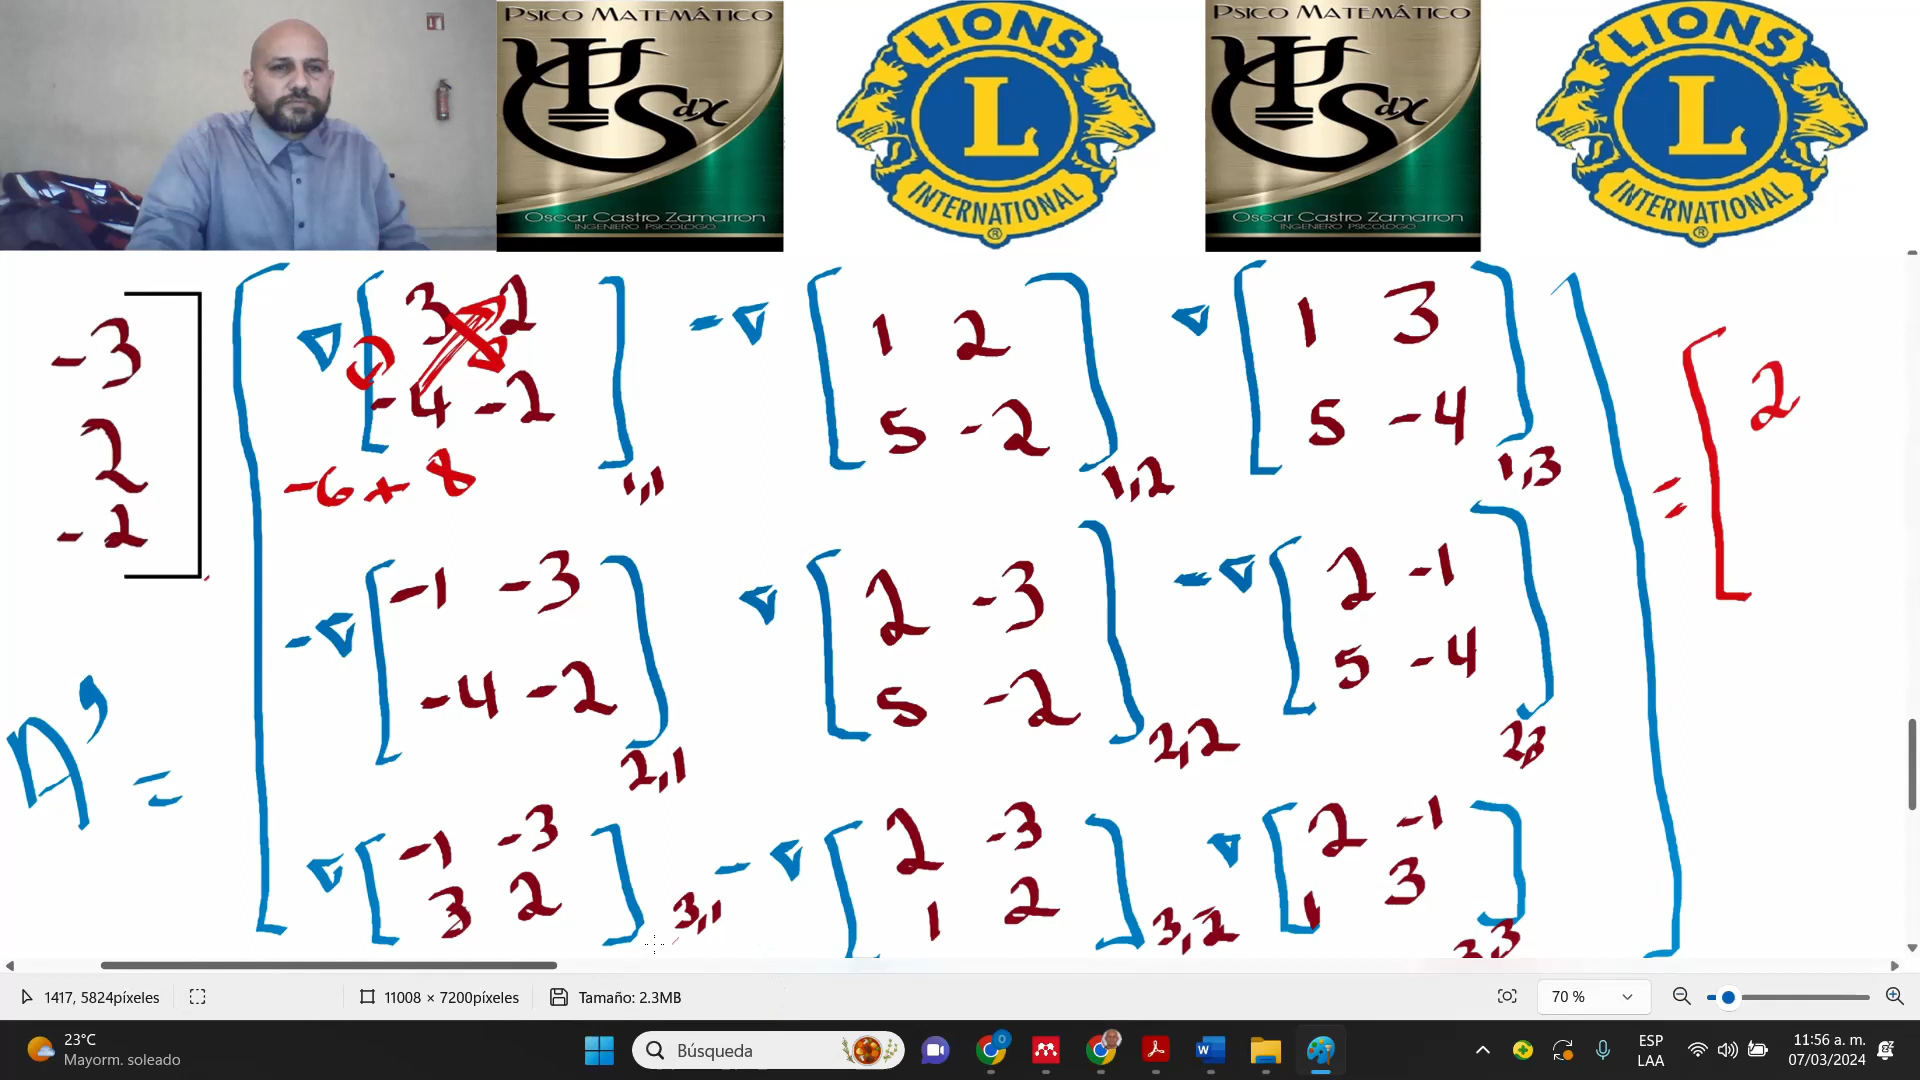 PSICO MATEMÁTICO
dx
Oscar Castro Zamarron
INGENIERO PSICOLOGO
LIONS
L
INTERNATIONAL
®
PSICO MATEMÁTICO
dx
Oscar Castro Zamarron
INGENIERO PSICOLOGO
LIONS
L
INTERNATIONAL
®
-3
2
-2
3 2
-4 -2
-6 + 8
1,1
1 2
5 -2
1,2
1 3
5 -4
1,3
=
2
-1 -3
-4 -2
2,1
2 -3
5 -2
2,2
2 -1
5 -4
2,3
A' =
-1 -3
3 2
3,1
2 -3
1 2
3,2
2 -1
1 3
3,3
1417, 5824píxeles
11008 × 7200píxeles
Tamaño: 2.3MB
70 %
23°C
Mayorm. soleado
Búsqueda
ESP
LAA
11:56 a. m.
07/03/2024